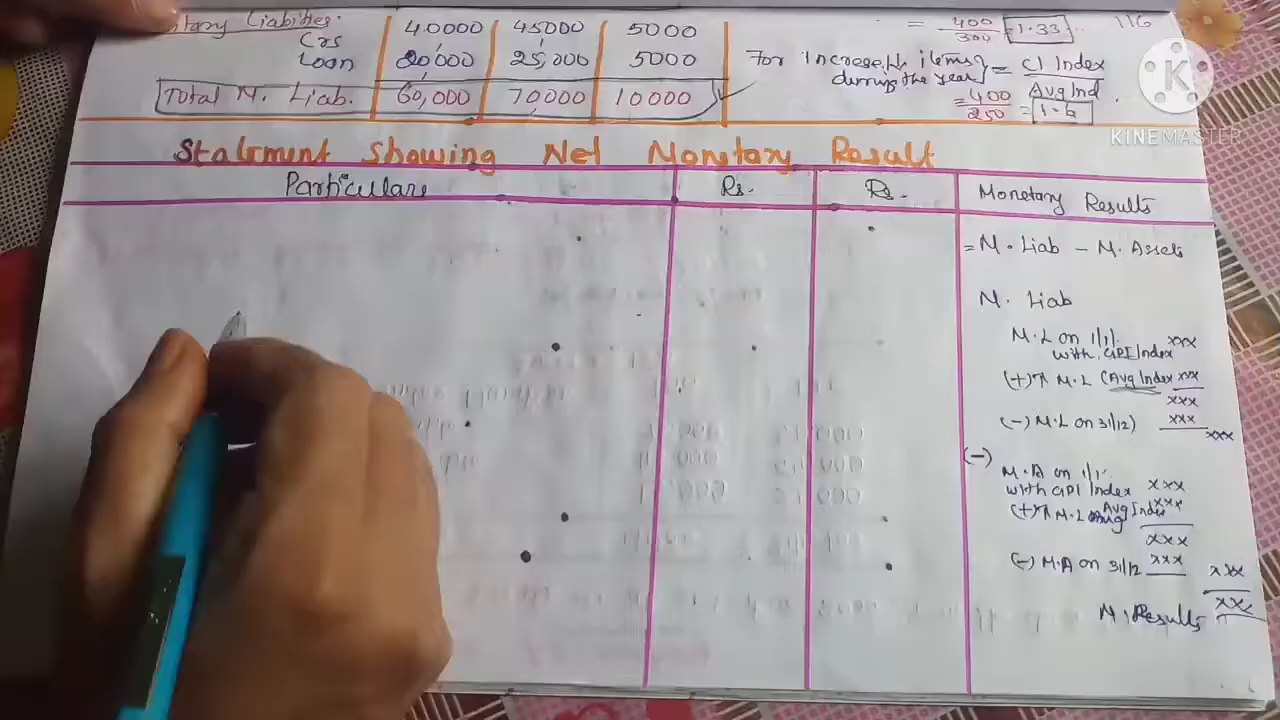 Liabilities. 40000 45000 5000
Crs
Loan 20,000 25,000 5000
Total M. Liab. 60,000 70000 10000
= 400/300 = 1.33. 116
For increase items during the year = Cl Index / Avg Ind.
= 400/250 = 1.6
K
KINEMASTER
Statement Showing Net Monetary Result
Particulars Rs. Rs. Monetary Results
= M. Liab - M. Assets
M. Liab
M.L on 1/1. xxx
with GPI Index
(+) ↑ M.L (Avg Index xxx
xxx
(-) M.L on 31/12) xxx
xxx
(-)
M.A on 1/1' xxx
with GPI Index xxx
(+) ↑ M.L Avg Index
xxx
(-) M.A on 31/12 xxx xxx
M. Results xxx